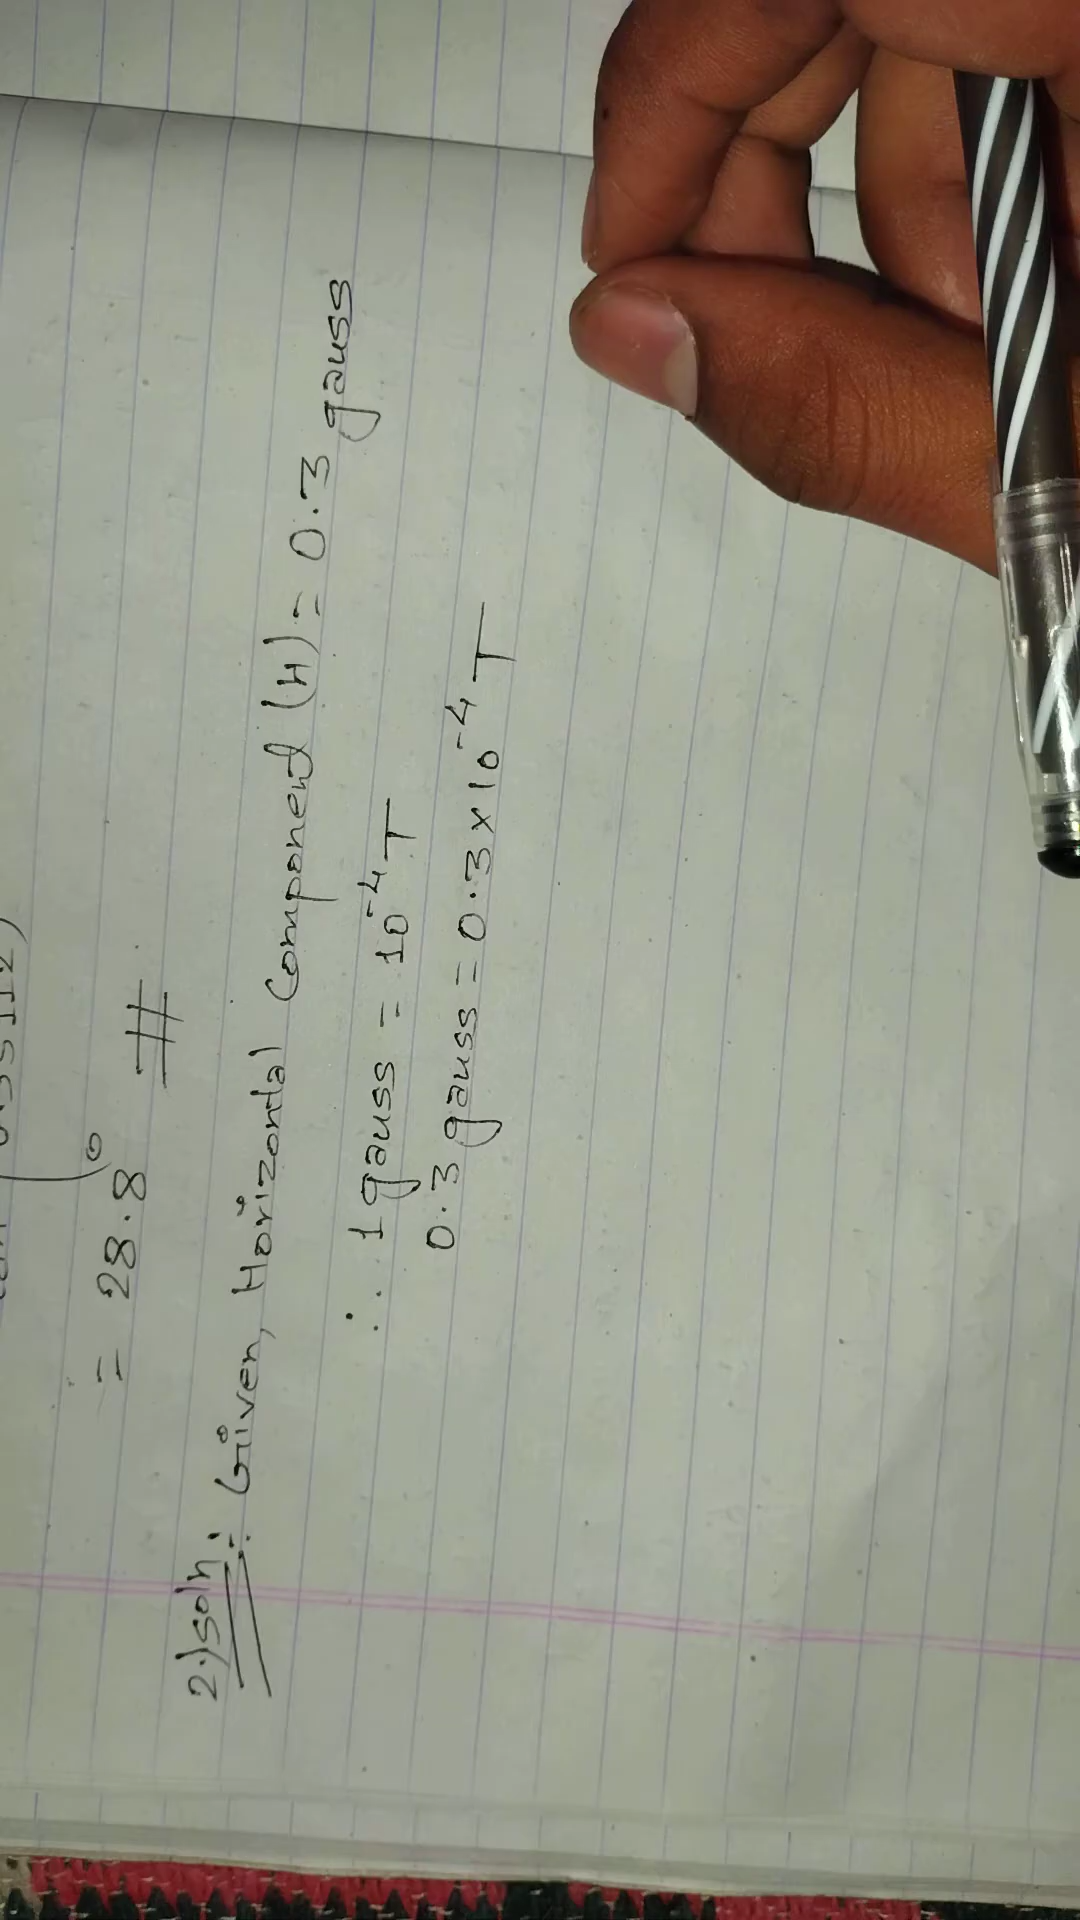 = 28.8°
2.) soln: Given, Horizontal Component (H) = 0.3 gauss
∴ 1 gauss = 10⁻⁴ T
0.3 gauss = 0.3 × 10⁻⁴ T